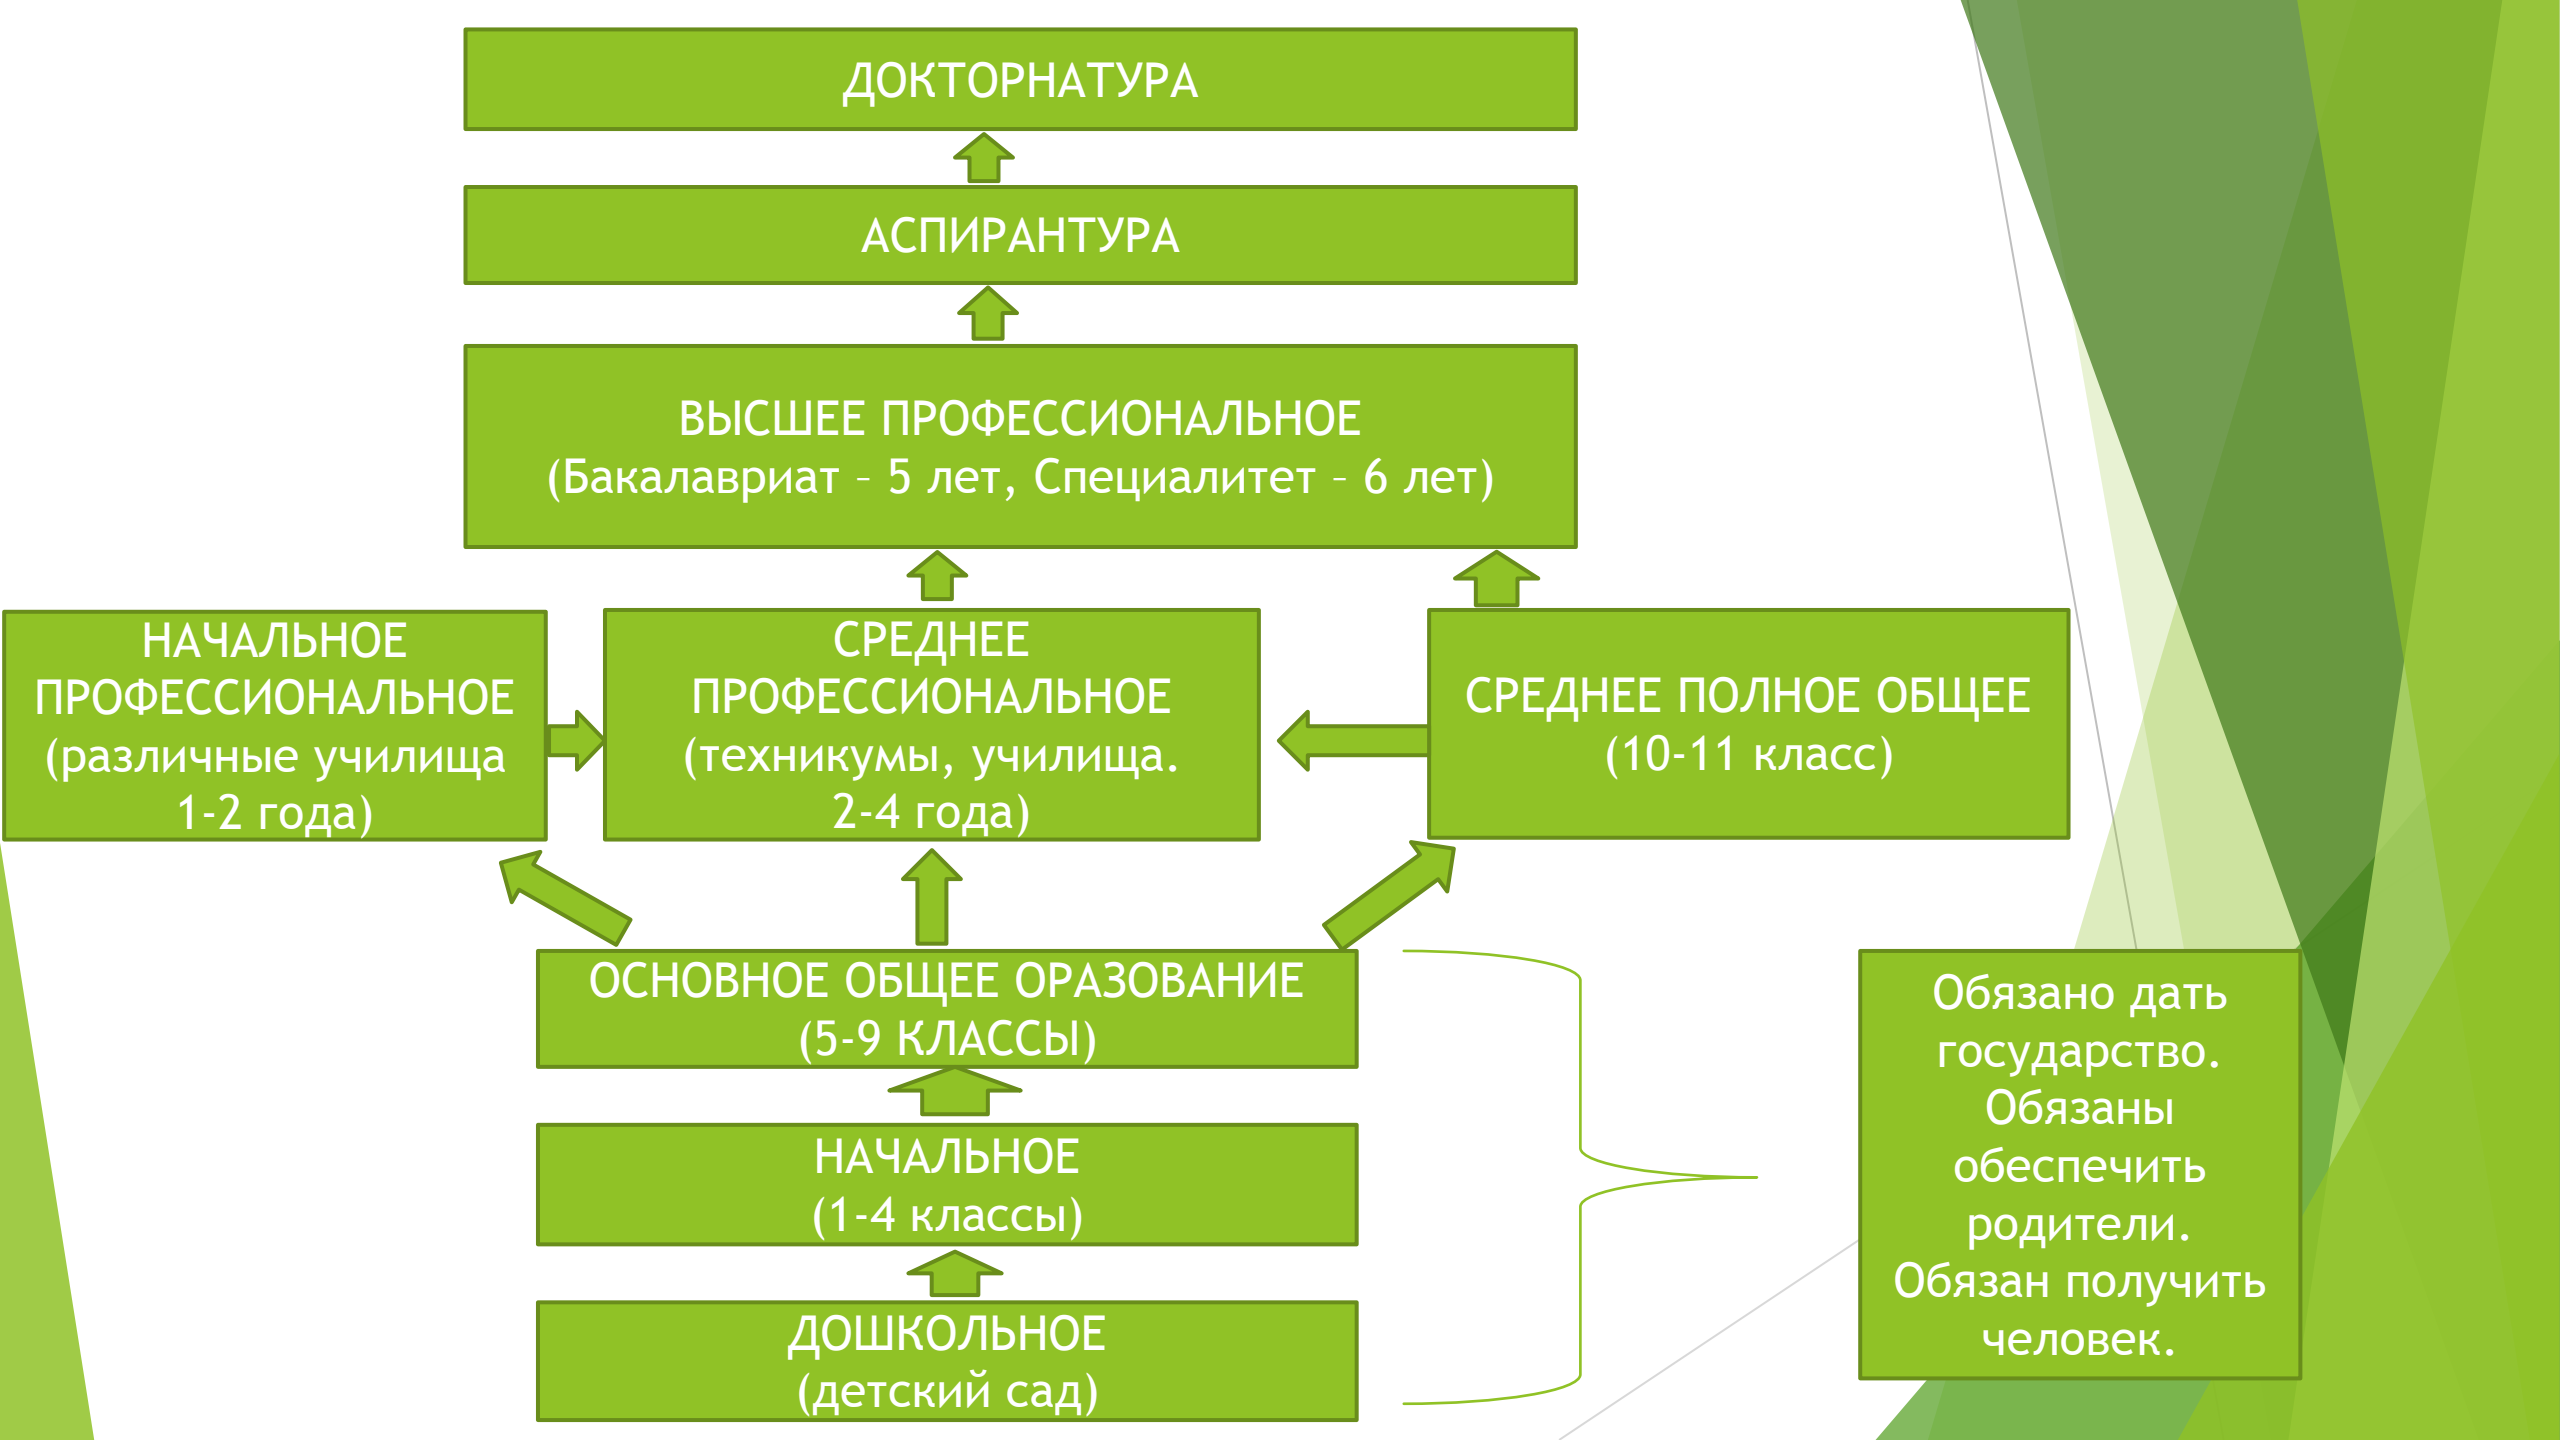 ДОКТОРНАТУРА
АСПИРАНТУРА
ВЫСШЕЕ ПРОФЕССИОНАЛЬНОЕ
(Бакалавриат – 5 лет, Специалитет – 6 лет)
НАЧАЛЬНОЕ
ПРОФЕССИОНАЛЬНОЕ
(различные училища
1-2 года)
СРЕДНЕЕ
ПРОФЕССИОНАЛЬНОЕ
(техникумы, училища.
2-4 года)
СРЕДНЕЕ ПОЛНОЕ ОБЩЕЕ
(10-11 класс)
ОСНОВНОЕ ОБЩЕЕ ОРАЗОВАНИЕ
(5-9 КЛАССЫ)
НАЧАЛЬНОЕ
(1-4 классы)
ДОШКОЛЬНОЕ
(детский сад)
Обязано дать
государство.
Обязаны
обеспечить
родители.
Обязан получить
человек.